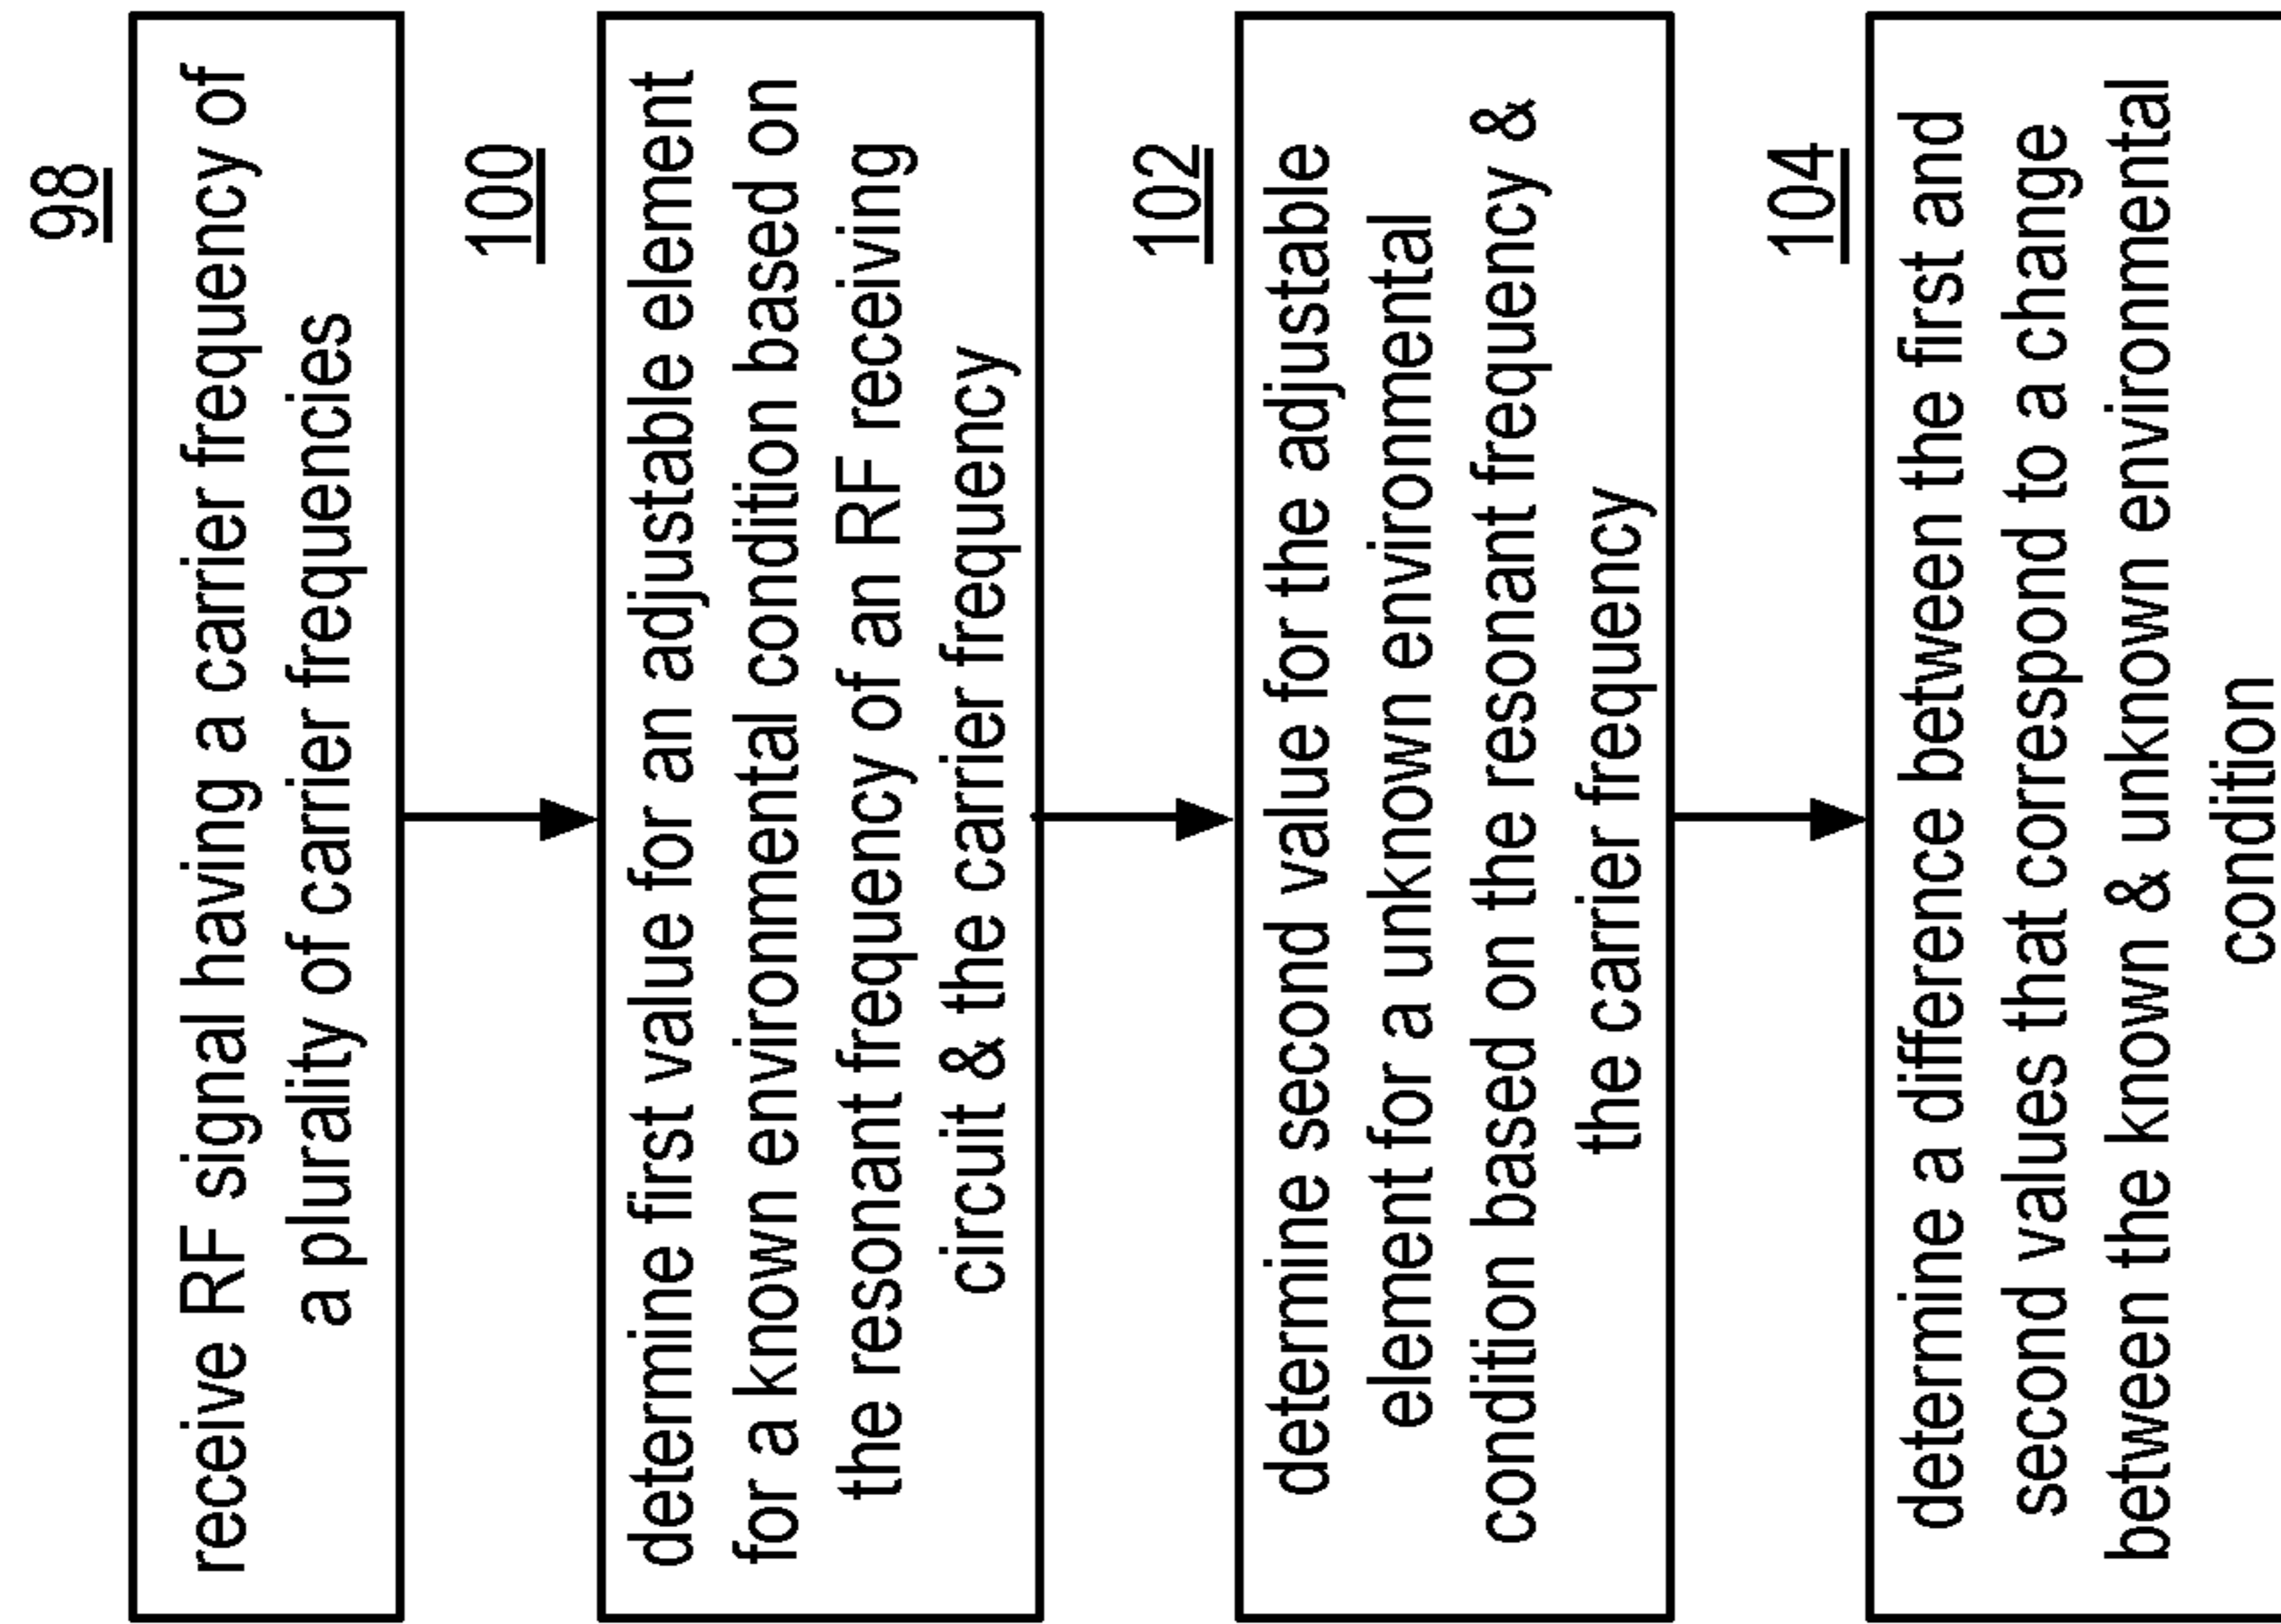 98
receive RF signal having a carrier frequency of
a plurality of carrier frequencies
100
determine first value for an adjustable element
for a known environmental condition based on
the resonant frequency of an RF receiving
circuit & the carrier frequency
102
determine second value for the adjustable
element for a unknown environmental
condition based on the resonant frequency &
the carrier frequency
104
determine a difference between the first and
second values that correspond to a change
between the known & unknown environmental
condition